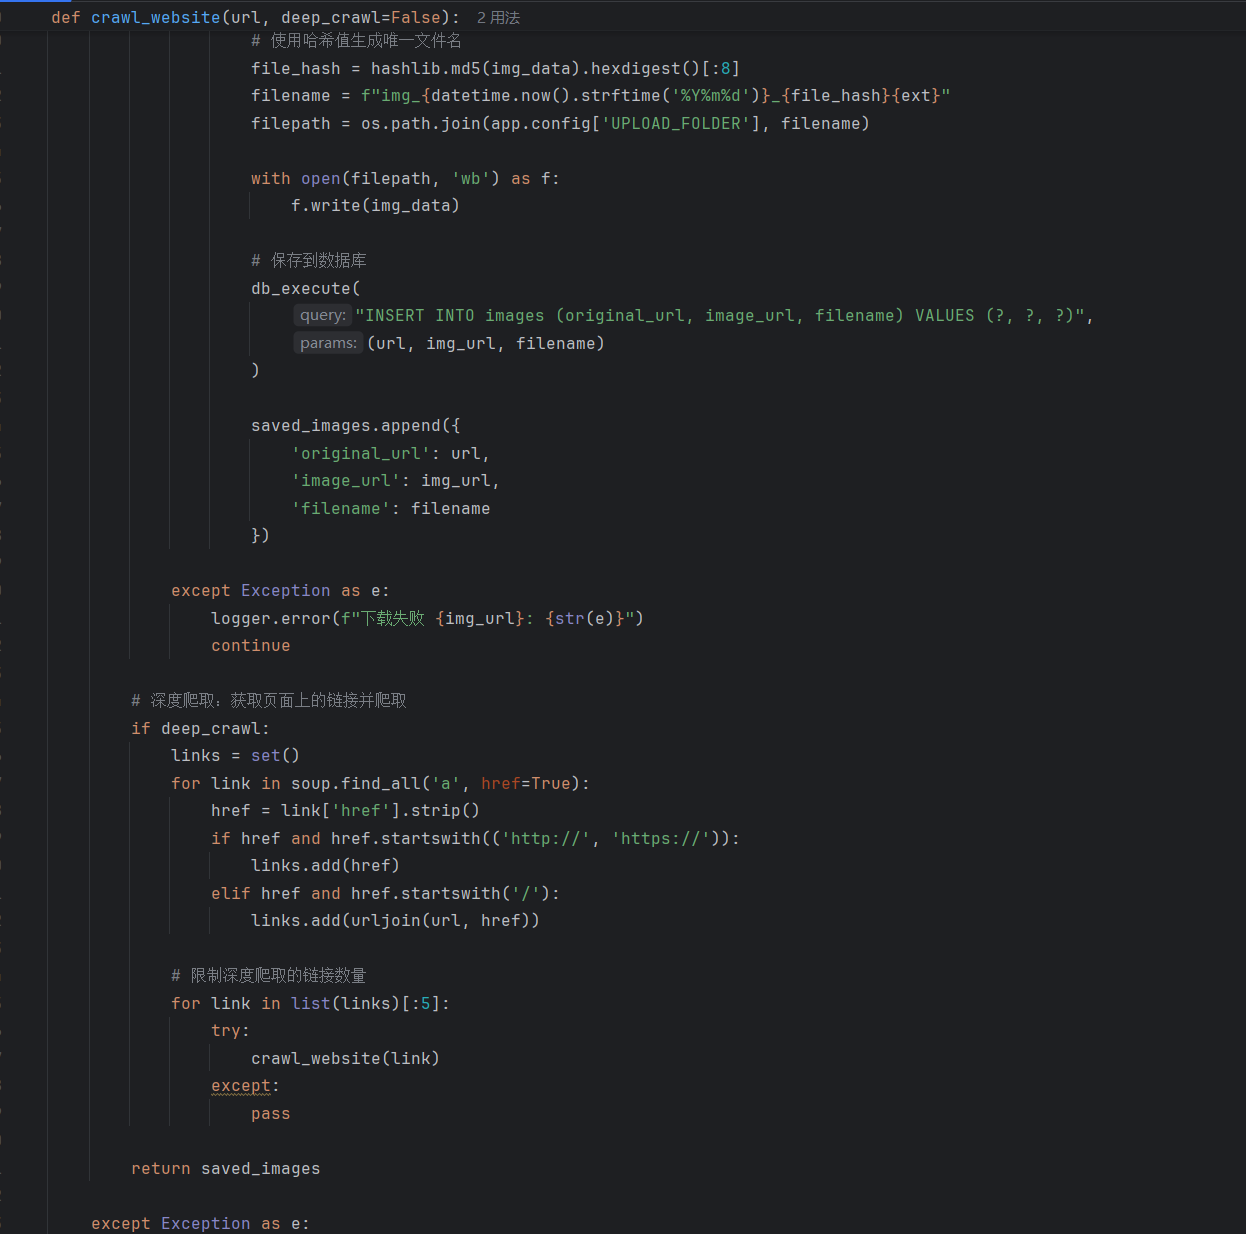 def crawl_website(url, deep_crawl=False):  2 用法
# 使用哈希值生成唯一文件名
file_hash = hashlib.md5(img_data).hexdigest()[:8]
filename = f"img_{datetime.now().strftime('%Y%m%d')}_{file_hash}{ext}"
filepath = os.path.join(app.config['UPLOAD_FOLDER'], filename)
with open(filepath, 'wb') as f:
f.write(img_data)
# 保存到数据库
db_execute(
query: "INSERT INTO images (original_url, image_url, filename) VALUES (?, ?, ?)",
params: (url, img_url, filename)
)
saved_images.append({
'original_url': url,
'image_url': img_url,
'filename': filename
})
except Exception as e:
logger.error(f"下载失败 {img_url}: {str(e)}")
continue
# 深度爬取：获取页面上的链接并爬取
if deep_crawl:
links = set()
for link in soup.find_all('a', href=True):
href = link['href'].strip()
if href and href.startswith(('http://', 'https://')):
links.add(href)
elif href and href.startswith('/'):
links.add(urljoin(url, href))
# 限制深度爬取的链接数量
for link in list(links)[:5]:
try:
crawl_website(link)
except:
pass
return saved_images
except Exception as e: